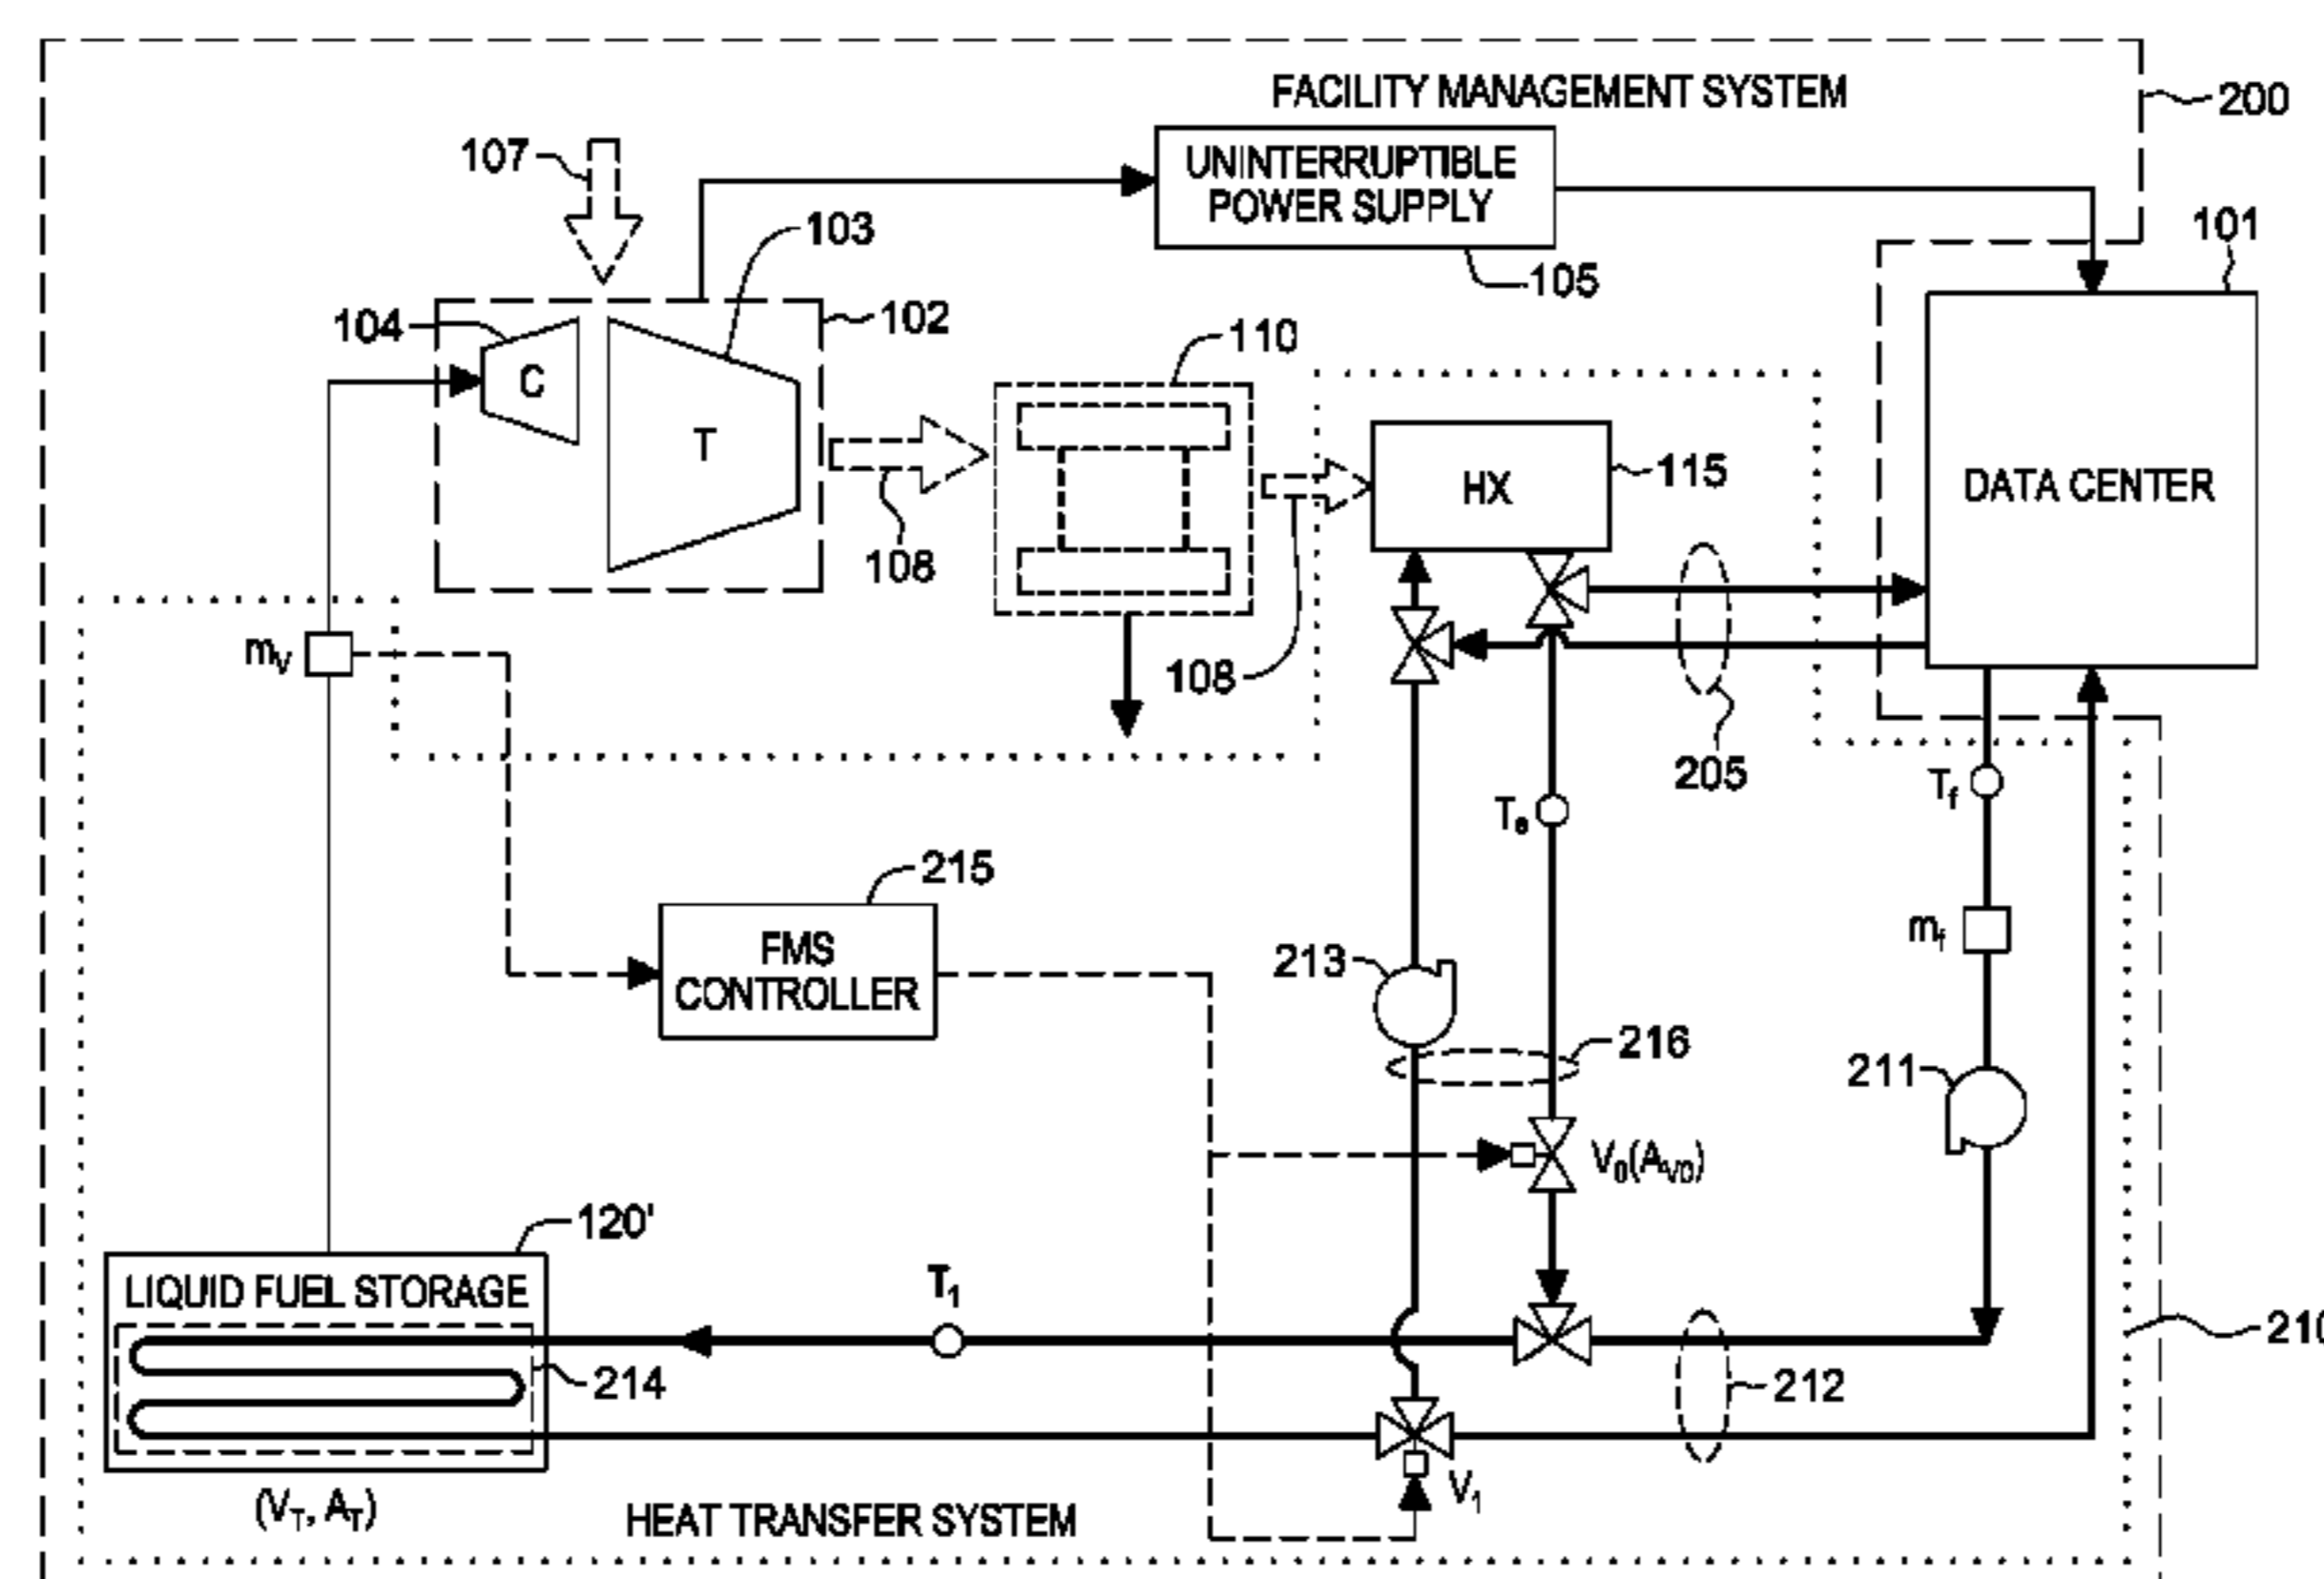 FACILITY MANAGEMENT SYSTEM
200
107
UNINTERRUPTIBLE
POWER SUPPLY
105
103
101
104
102
C
T
110
108
HX
115
DATA CENTER
108
205
mV
Te
Tf
mf
215
FMS
CONTROLLER
213
216
211
V0(AV0)
120'
LIQUID FUEL STORAGE
T1
214
212
210
V1
(VT, AT)
HEAT TRANSFER SYSTEM